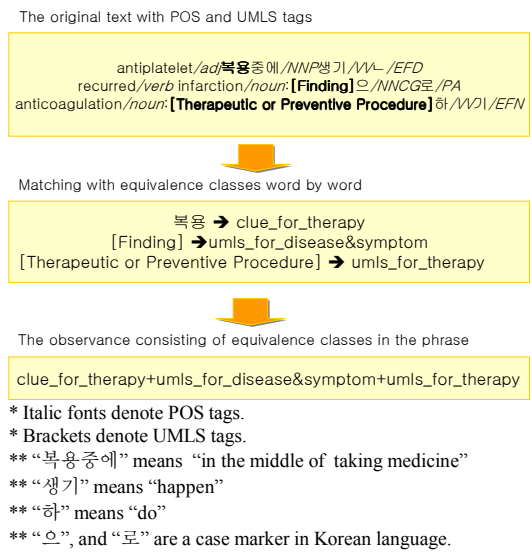 The original text with POS and UMLS tags
antiplatelet/adj복용중에/NNP생기/VV ㄴ /EFD
recurred/verb infarction/noun:[Finding]으/NNCG로/PA
anticoagulation/noun:[Therapeutic or Preventive Procedure]하/VV기/EFN
Matching with equivalence classes word by word
복용 ➔ clue_for_therapy
[Finding] ➔umls_for_disease&symptom
[Therapeutic or Preventive Procedure] ➔ umls_for_therapy
The observance consisting of equivalence classes in the phrase
clue_for_therapy+umls_for_disease&symptom+umls_for_therapy
* Italic fonts denote POS tags.
* Brackets denote UMLS tags.
** “복용중에” means “in the middle of taking medicine”
** “생기” means “happen”
** “하” means “do”
** “으”, and “로” are a case marker in Korean language.